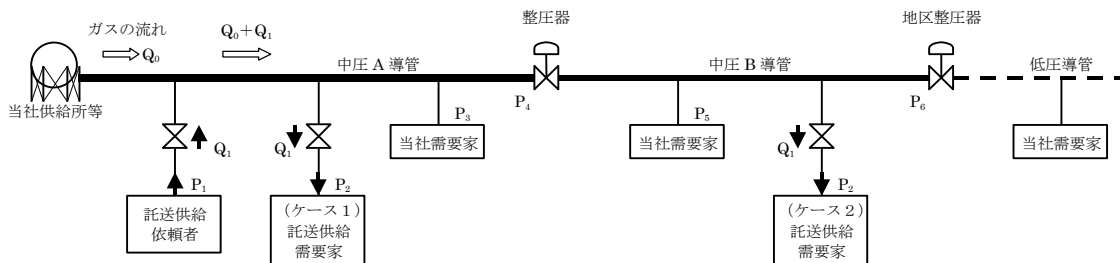 ガスの流れ
Q₀
Q₀+Q₁
整圧器
地区整圧器
中圧 A 導管
中圧 B 導管
低圧導管
当社供給所等
P₄
P₆
P₃
P₅
当社需要家
当社需要家
当社需要家
Q₁
Q₁
Q₁
P₁
P₂
P₂
託送供給
依頼者
(ケース1)
託送供給
需要家
(ケース2)
託送供給
需要家